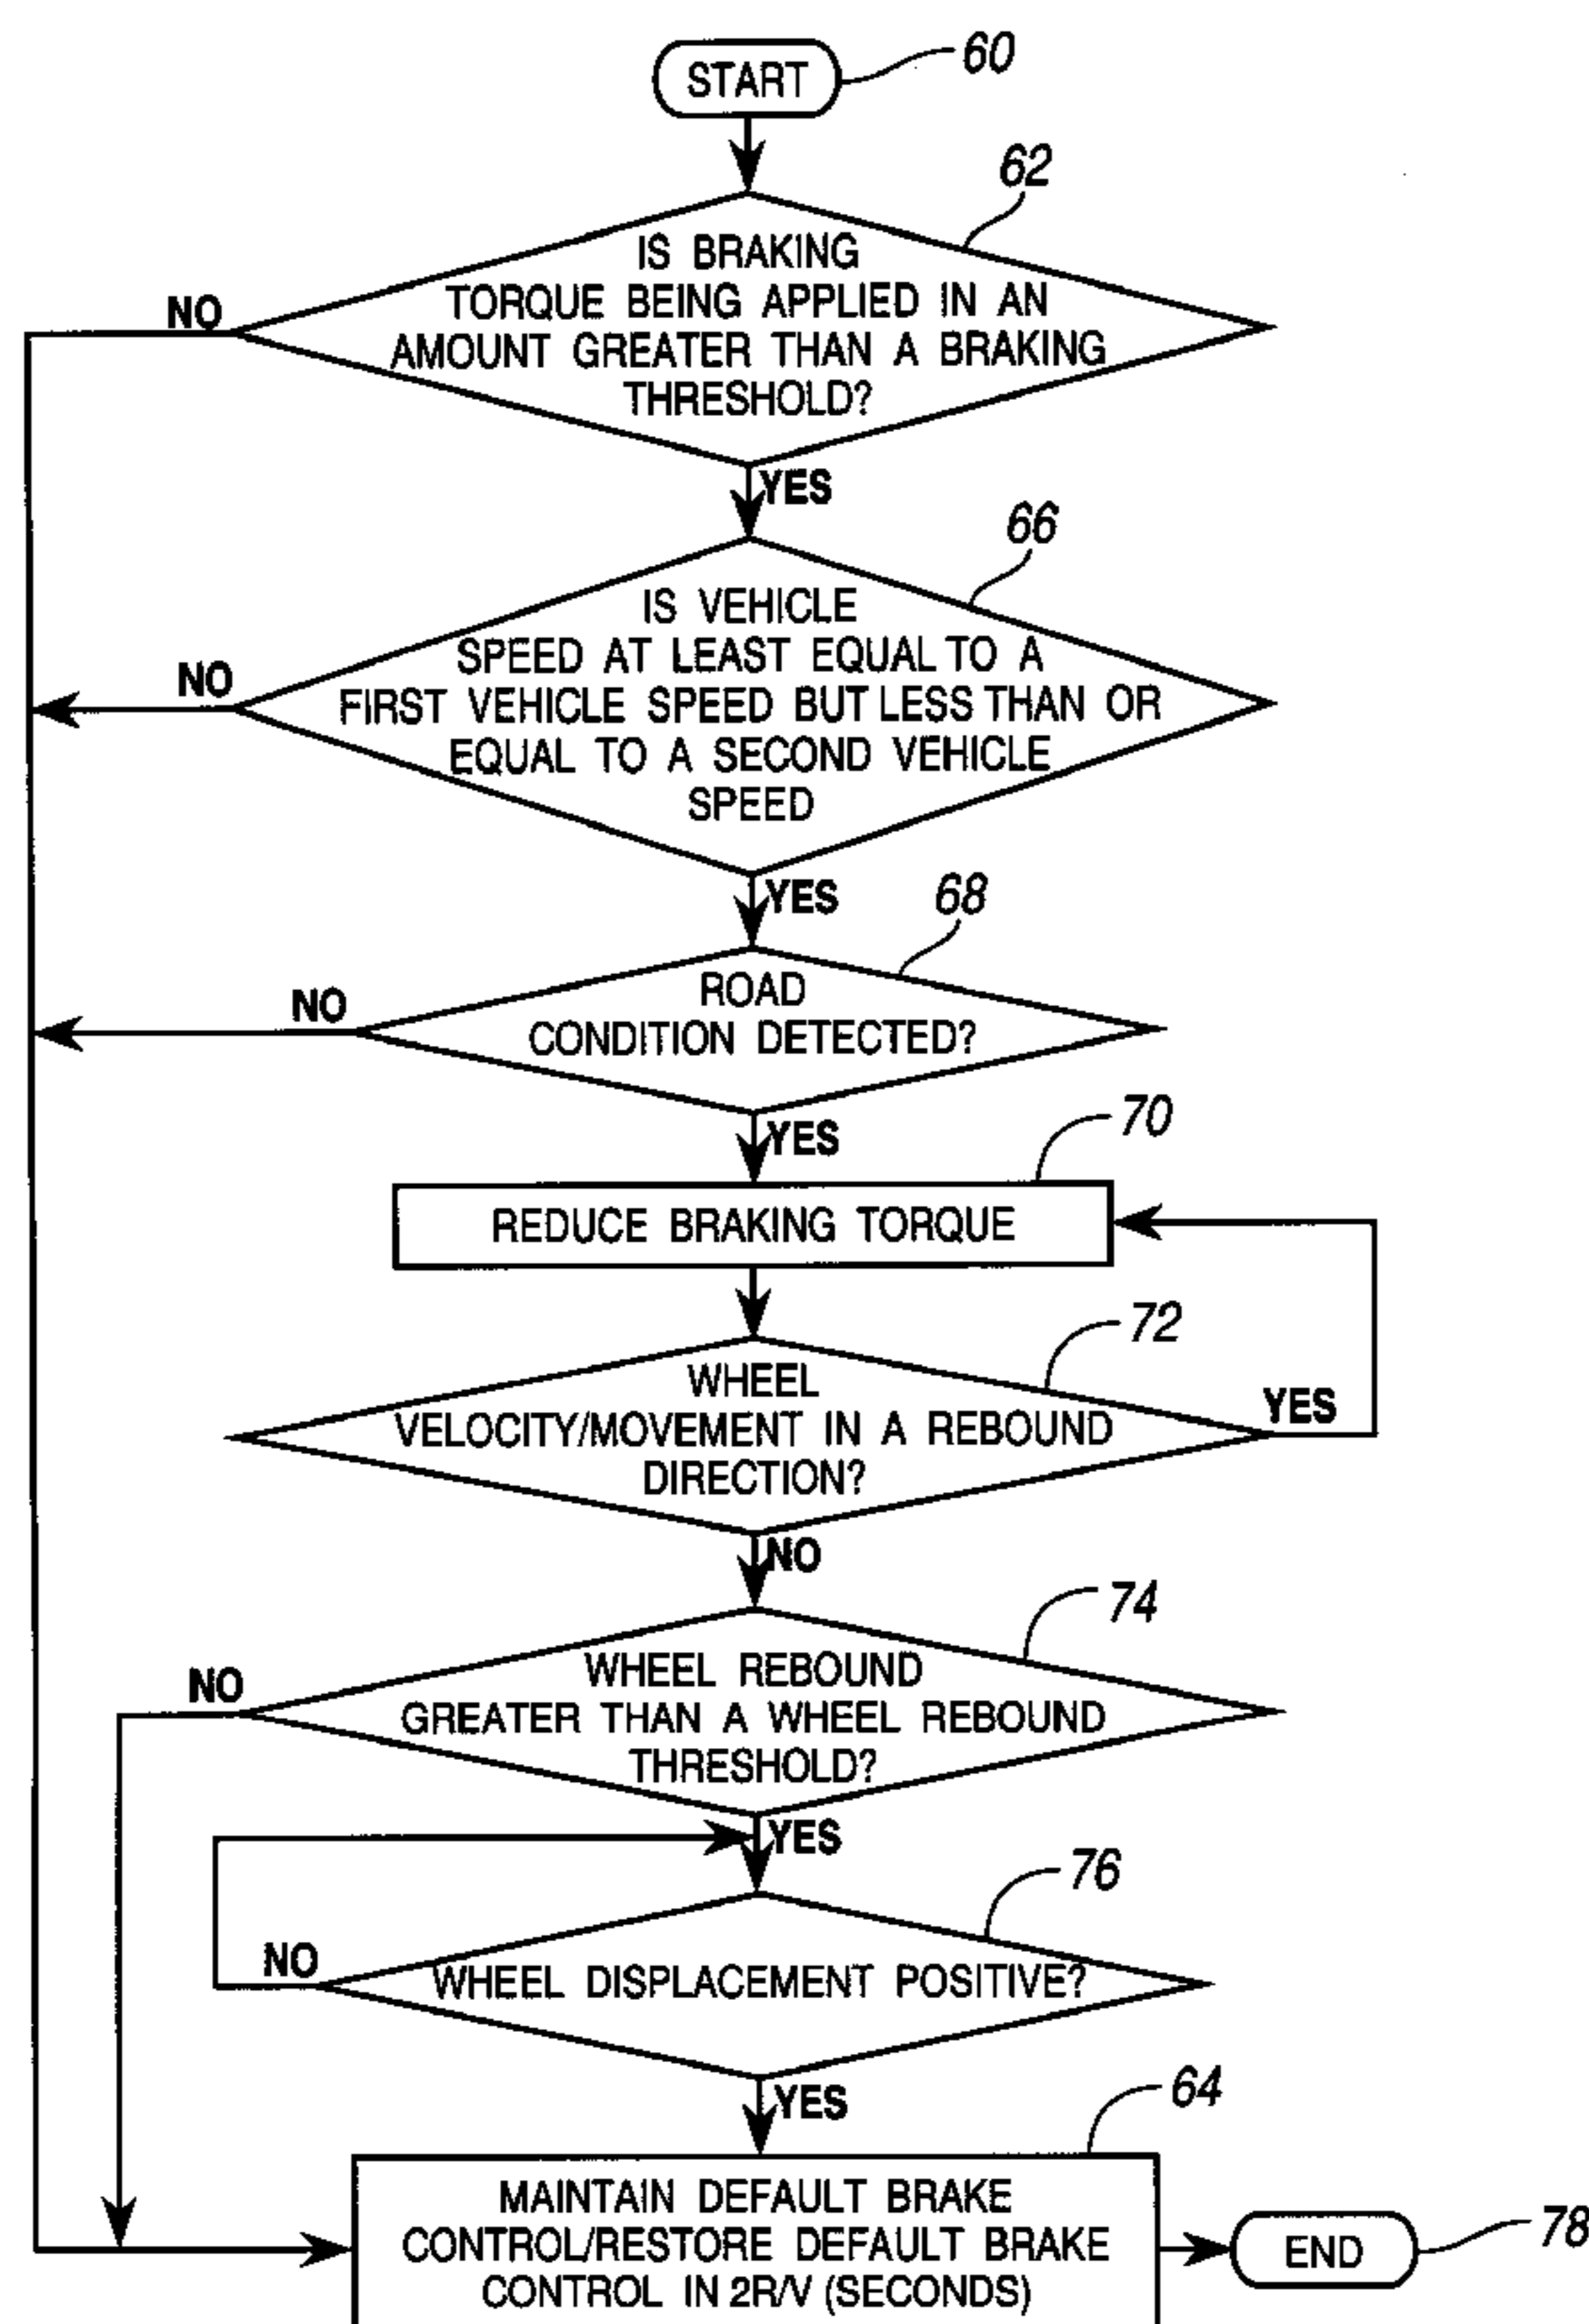 START
60
62
IS BRAKING
TORQUE BEING APPLIED IN AN
AMOUNT GREATER THAN A BRAKING
THRESHOLD?
NO
YES
66
IS VEHICLE
SPEED AT LEAST EQUAL TO A
FIRST VEHICLE SPEED BUT LESS THAN OR
EQUAL TO A SECOND VEHICLE
SPEED
NO
YES
68
ROAD
CONDITION DETECTED?
NO
YES
70
REDUCE BRAKING TORQUE
72
WHEEL
VELOCITY/MOVEMENT IN A REBOUND
DIRECTION?
YES
NO
74
WHEEL REBOUND
GREATER THAN A WHEEL REBOUND
THRESHOLD?
NO
YES
76
WHEEL DISPLACEMENT POSITIVE?
NO
YES
64
MAINTAIN DEFAULT BRAKE
CONTROL/RESTORE DEFAULT BRAKE
CONTROL IN 2R/V (SECONDS)
END
78